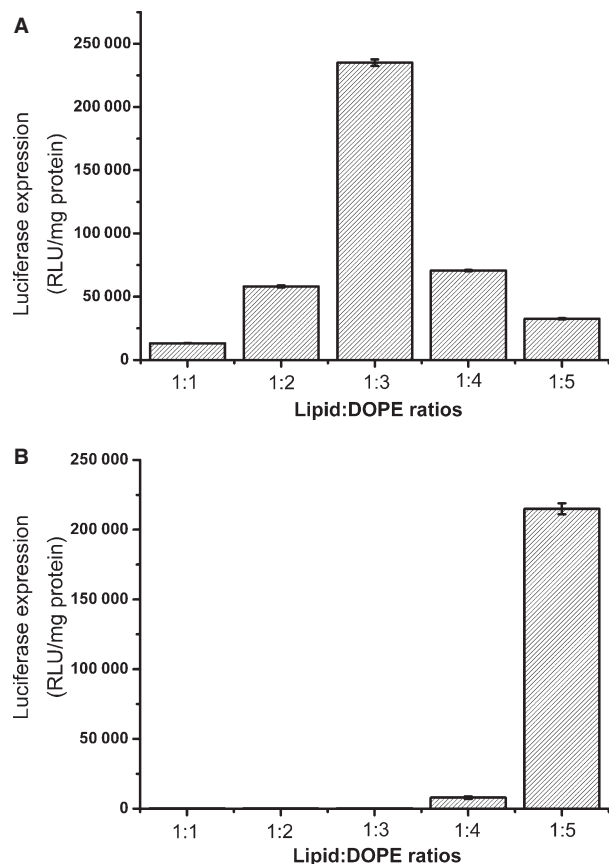 A
Luciferase expression
(RLU/mg protein)
250 000
200 000
150 000
100 000
50 000
0
1:1 1:2 1:3 1:4 1:5
Lipid:DOPE ratios
B
Luciferase expression
(RLU/mg protein)
250 000
200 000
150 000
100 000
50 000
0
1:1 1:2 1:3 1:4 1:5
Lipid:DOPE ratios